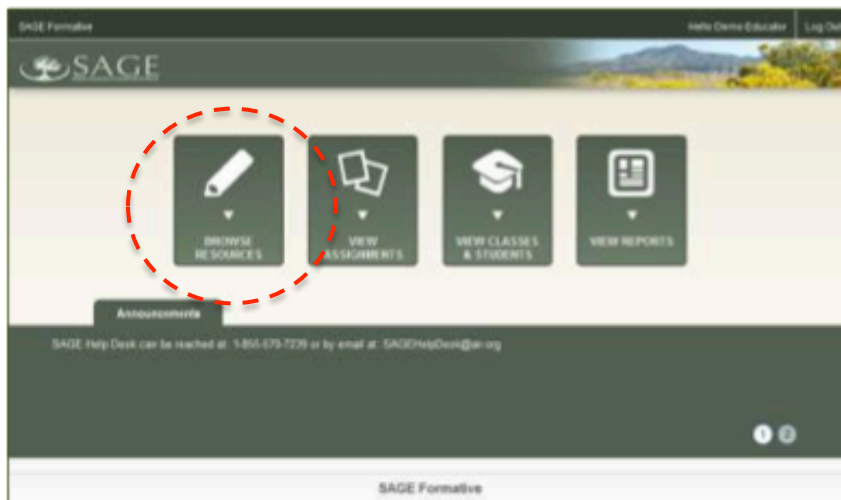 SAGE Formative
Hello Demo Educator
Log Out
SAGE
BROWSE
RESOURCES
VIEW
ASSIGNMENTS
VIEW CLASSES
& STUDENTS
VIEW REPORTS
Announcements
SAGE Help Desk can be reached at: 1-855-570-7239 or by email at: SAGEHelpDesk@air.org
1 2
SAGE Formative